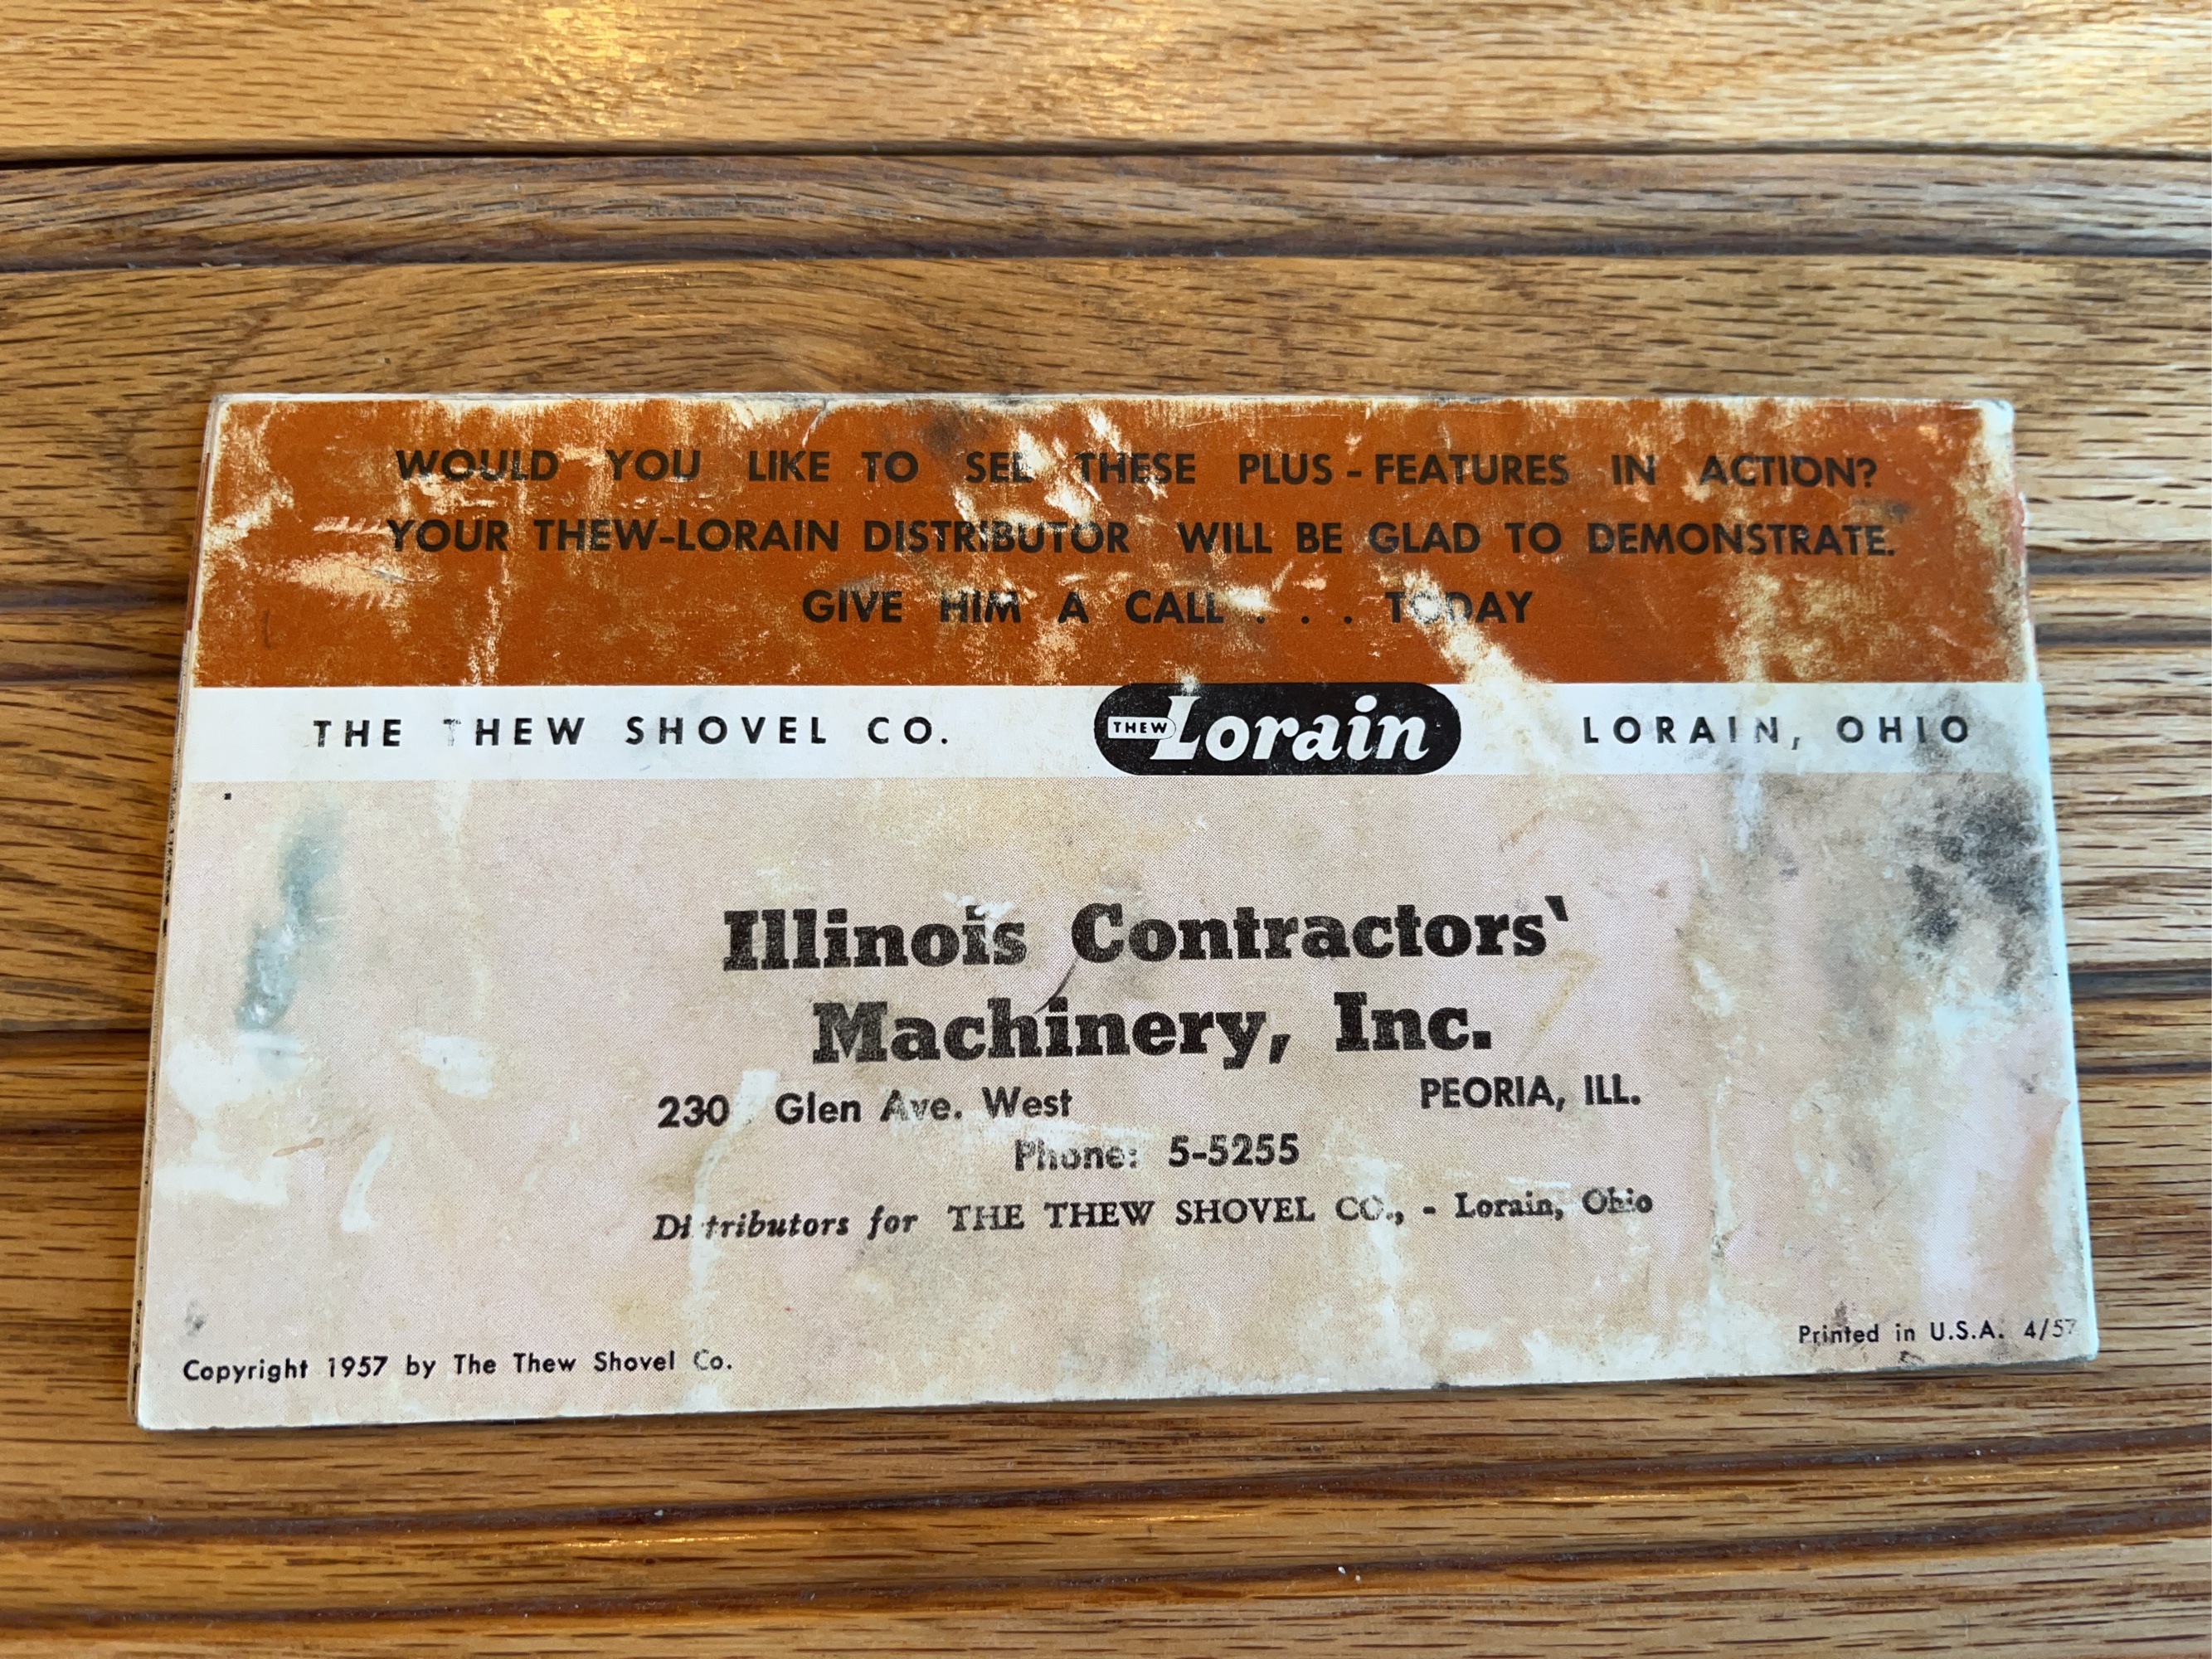 WOULD YOU LIKE TO SEE THESE PLUS-FEATURES IN ACTION?
YOUR THEW-LORAIN DISTRIBUTOR WILL BE GLAD TO DEMONSTRATE.
GIVE HIM A CALL . . . TODAY
THE THEW SHOVEL CO. THEW Lorain LORAIN, OHIO
Illinois Contractors'
Machinery, Inc.
230 Glen Ave. West PEORIA, ILL.
Phone: 5-5255
Distributors for THE THEW SHOVEL CO., - Lorain, Ohio
Copyright 1957 by The Thew Shovel Co. Printed in U.S.A. 4/57